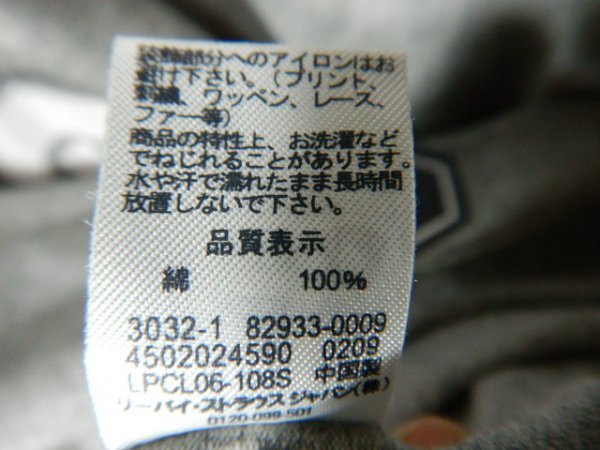 装飾部分へのアイロンはお
避け下さい。（プリント、
刺繍、ワッペン、レース、
ファー等）
商品の特性上、お洗濯など
でねじれることがあります。
水や汗で濡れたまま長時間
放置しないで下さい。
品質表示
綿 100%
3032-1 82933-0009
4502024590 0209
LPCL06-108S 中国製
リーバイ・ストラウス ジャパン(株)
0120-099-501